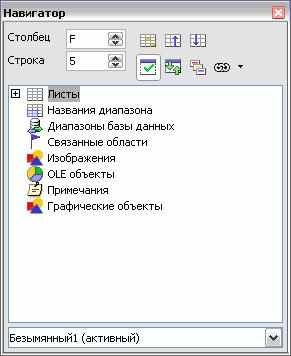 Навигатор
Столбец F
Строка 5
Листы
Названия диапазона
Диапазоны базы данных
Связанные области
Изображения
OLE объекты
Примечания
Графические объекты
Безымянный1 (активный)